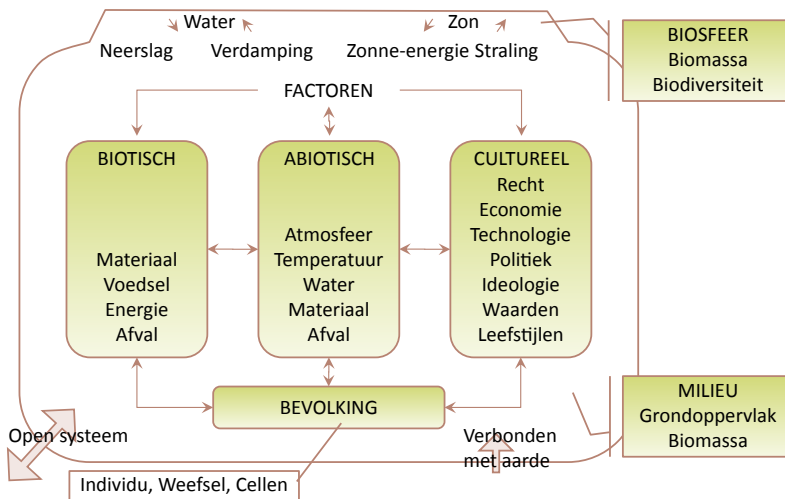 Water
Zon
Neerslag
Verdamping
Zonne-energie Straling
BIOSFEER
Biomassa
Biodiversiteit
FACTOREN
BIOTISCH
Materiaal
Voedsel
Energie
Afval
ABIOTISCH
Atmosfeer
Temperatuur
Water
Materiaal
Afval
CULTUREEL
Recht
Economie
Technologie
Politiek
Ideologie
Waarden
Leefstijlen
BEVOLKING
MILIEU
Grondoppervlak
Biomassa
Open systeem
Verbonden
met aarde
Individu, Weefsel, Cellen